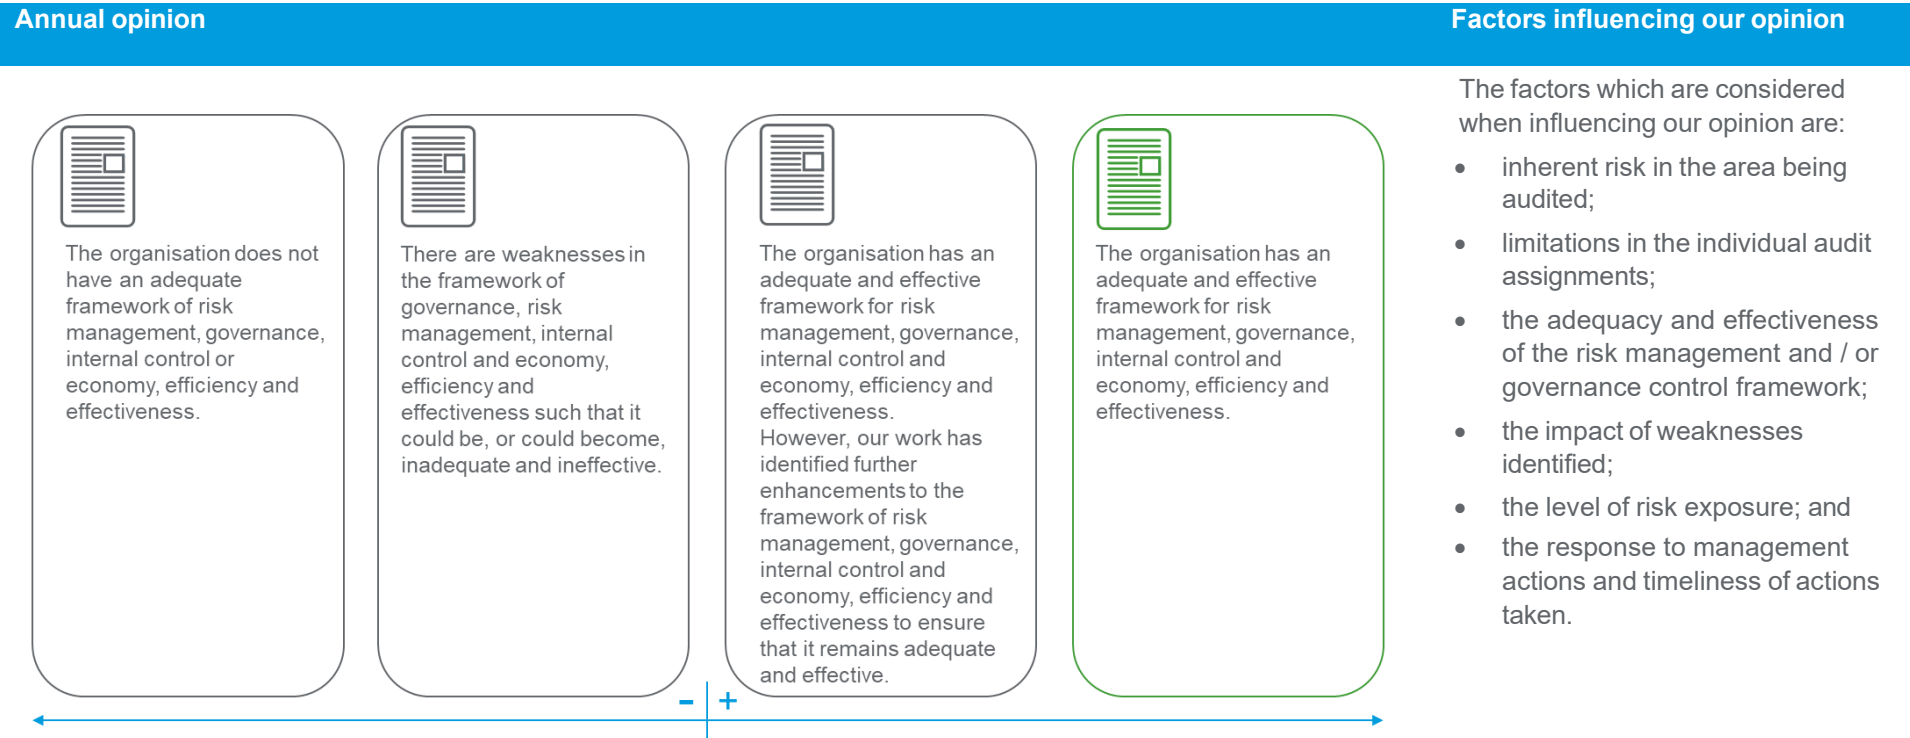 Annual opinion
Factors influencing our opinion
The organisation does not
have an adequate
framework of risk
management, governance,
internal control or
economy, efficiency and
effectiveness.
There are weaknesses in
the framework of
governance, risk
management, internal
control and economy,
efficiency and
effectiveness such that it
could be, or could become,
inadequate and ineffective.
The organisation has an
adequate and effective
framework for risk
management, governance,
internal control and
economy, efficiency and
effectiveness.
However, our work has
identified further
enhancements to the
framework of risk
management, governance,
internal control and
economy, efficiency and
effectiveness to ensure
that it remains adequate
and effective.
The organisation has an
adequate and effective
framework for risk
management, governance,
internal control and
economy, efficiency and
effectiveness.
- +
The factors which are considered
when influencing our opinion are:
• inherent risk in the area being
audited;
• limitations in the individual audit
assignments;
• the adequacy and effectiveness
of the risk management and / or
governance control framework;
• the impact of weaknesses
identified;
• the level of risk exposure; and
• the response to management
actions and timeliness of actions
taken.